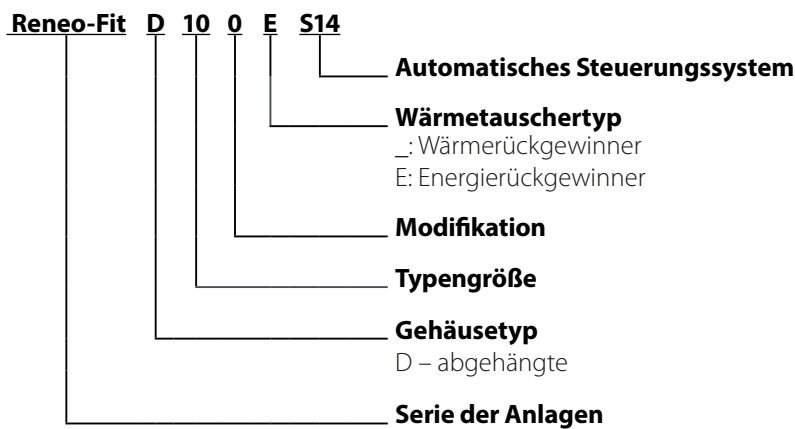 Reneo-Fit D 10 0 E S14
Automatisches Steuerungssystem
Wärmetauschertyp
_: Wärmerückgewinner
E: Energierückgewinner
Modifikation
Typengröße
Gehäusetyp
D – abgehängte
Serie der Anlagen